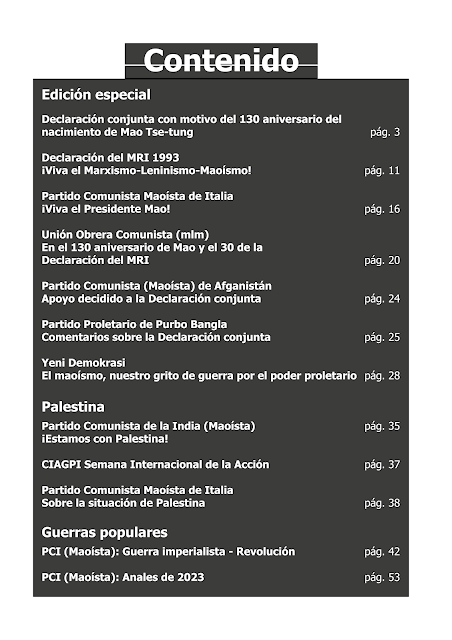 Contenido
Edición especial
Declaración conjunta con motivo del 130 aniversario del
nacimiento de Mao Tse-tung pág. 3
Declaración del MRI 1993
¡Viva el Marxismo-Leninismo-Maoísmo! pág. 11
Partido Comunista Maoísta de Italia
¡Viva el Presidente Mao! pág. 16
Unión Obrera Comunista (mlm)
En el 130 aniversario de Mao y el 30 de la
Declaración del MRI pág. 20
Partido Comunista (Maoísta) de Afganistán
Apoyo decidido a la Declaración conjunta pág. 24
Partido Proletario de Purbo Bangla
Comentarios sobre la Declaración conjunta pág. 25
Yeni Demokrasi
El maoísmo, nuestro grito de guerra por el poder proletario pág. 28
Palestina
Partido Comunista de la India (Maoísta) pág. 35
¡Estamos con Palestina!
CIAGPI Semana Internacional de la Acción pág. 37
Partido Comunista Maoísta de Italia
Sobre la situación de Palestina pág. 38
Guerras populares
PCI (Maoísta): Guerra imperialista - Revolución pág. 42
PCI (Maoísta): Anales de 2023 pág. 53